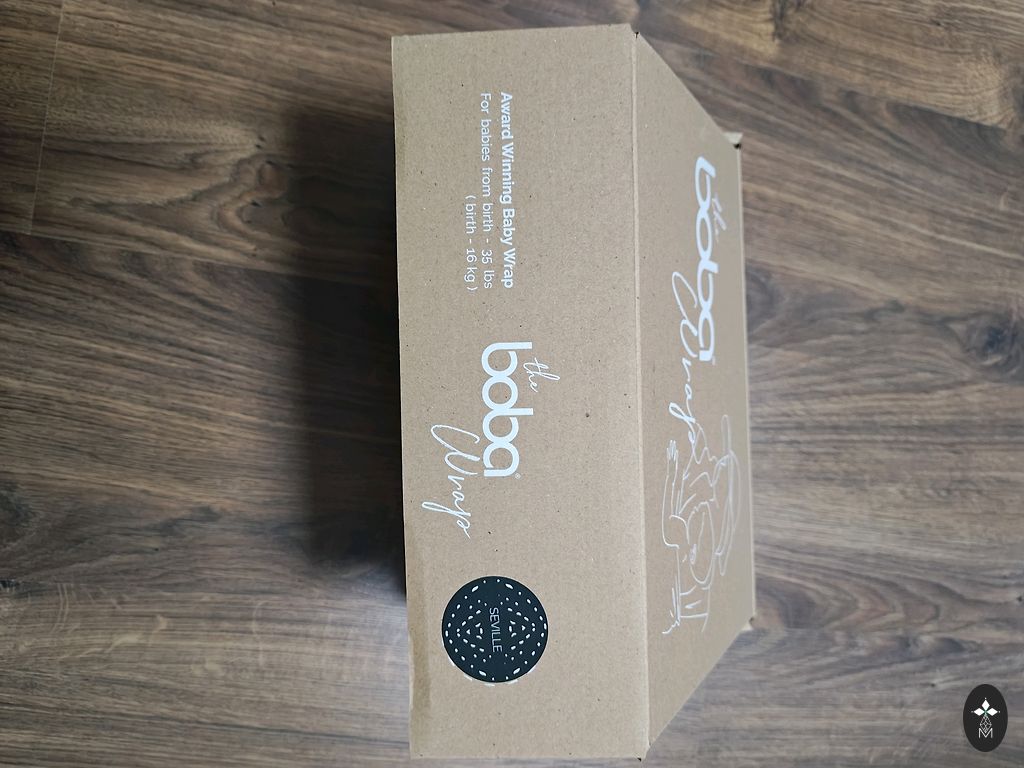 Award Winning Baby Wrap
For babies from birth - 35 lbs
( birth - 16 kg )
the
boba®
Wrap
SEVILLE
the
boba
Wrap
M